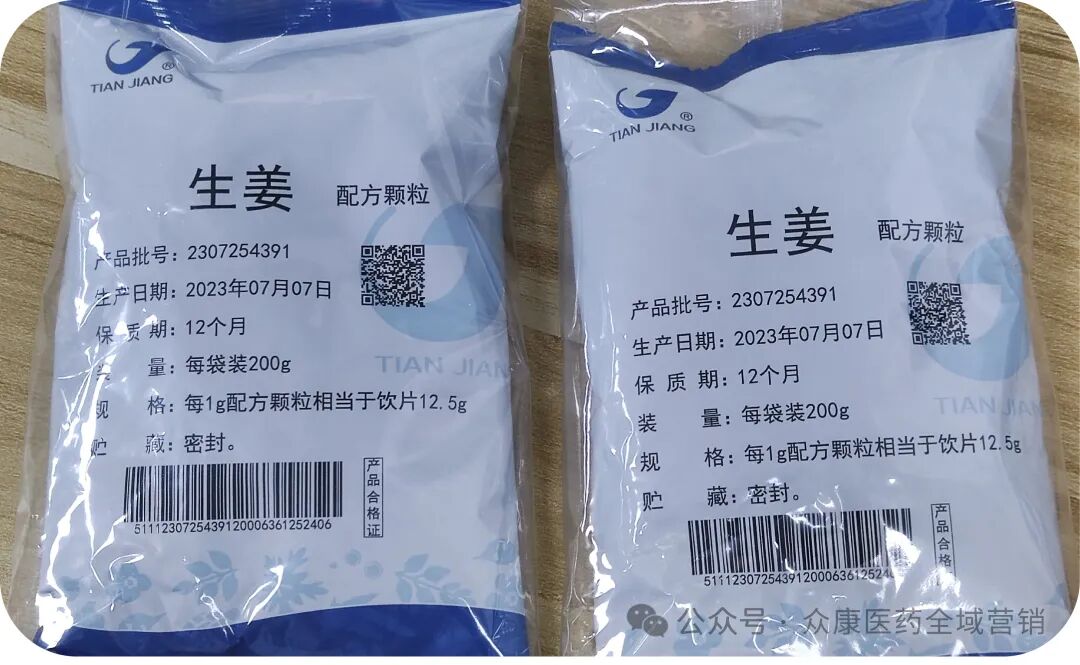 TIAN JIANG®
生姜 配方颗粒
产品批号：2307254391
生产日期：2023年07月07日
保 质 期：12个月
量：每袋装200g
规 格：每1g配方颗粒相当于饮片12.5g
贮 藏：密封。
51112307254391200063612 52406
产品合格证
TIAN JIAN
TIAN JIANG®
生姜 配方颗粒
产品批号：2307254391
生产日期：2023年07月07日
保 质 期：12个月
装 量：每袋装200g
规 格：每1g配方颗粒相当于饮片12.5g
贮 藏：密封。
511123072543912000636125240
产品合格
TIAN JIAN
公众号·众康医药全域营销